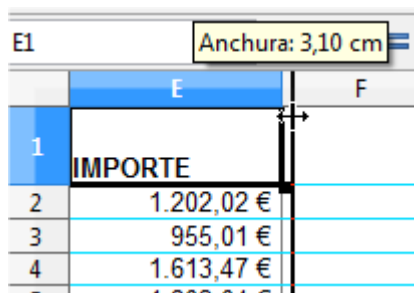 E1 Anchura: 3,10 cm
E F
1 IMPORTE
2 1.202,02 €
3 955,01 €
4 1.613,47 €